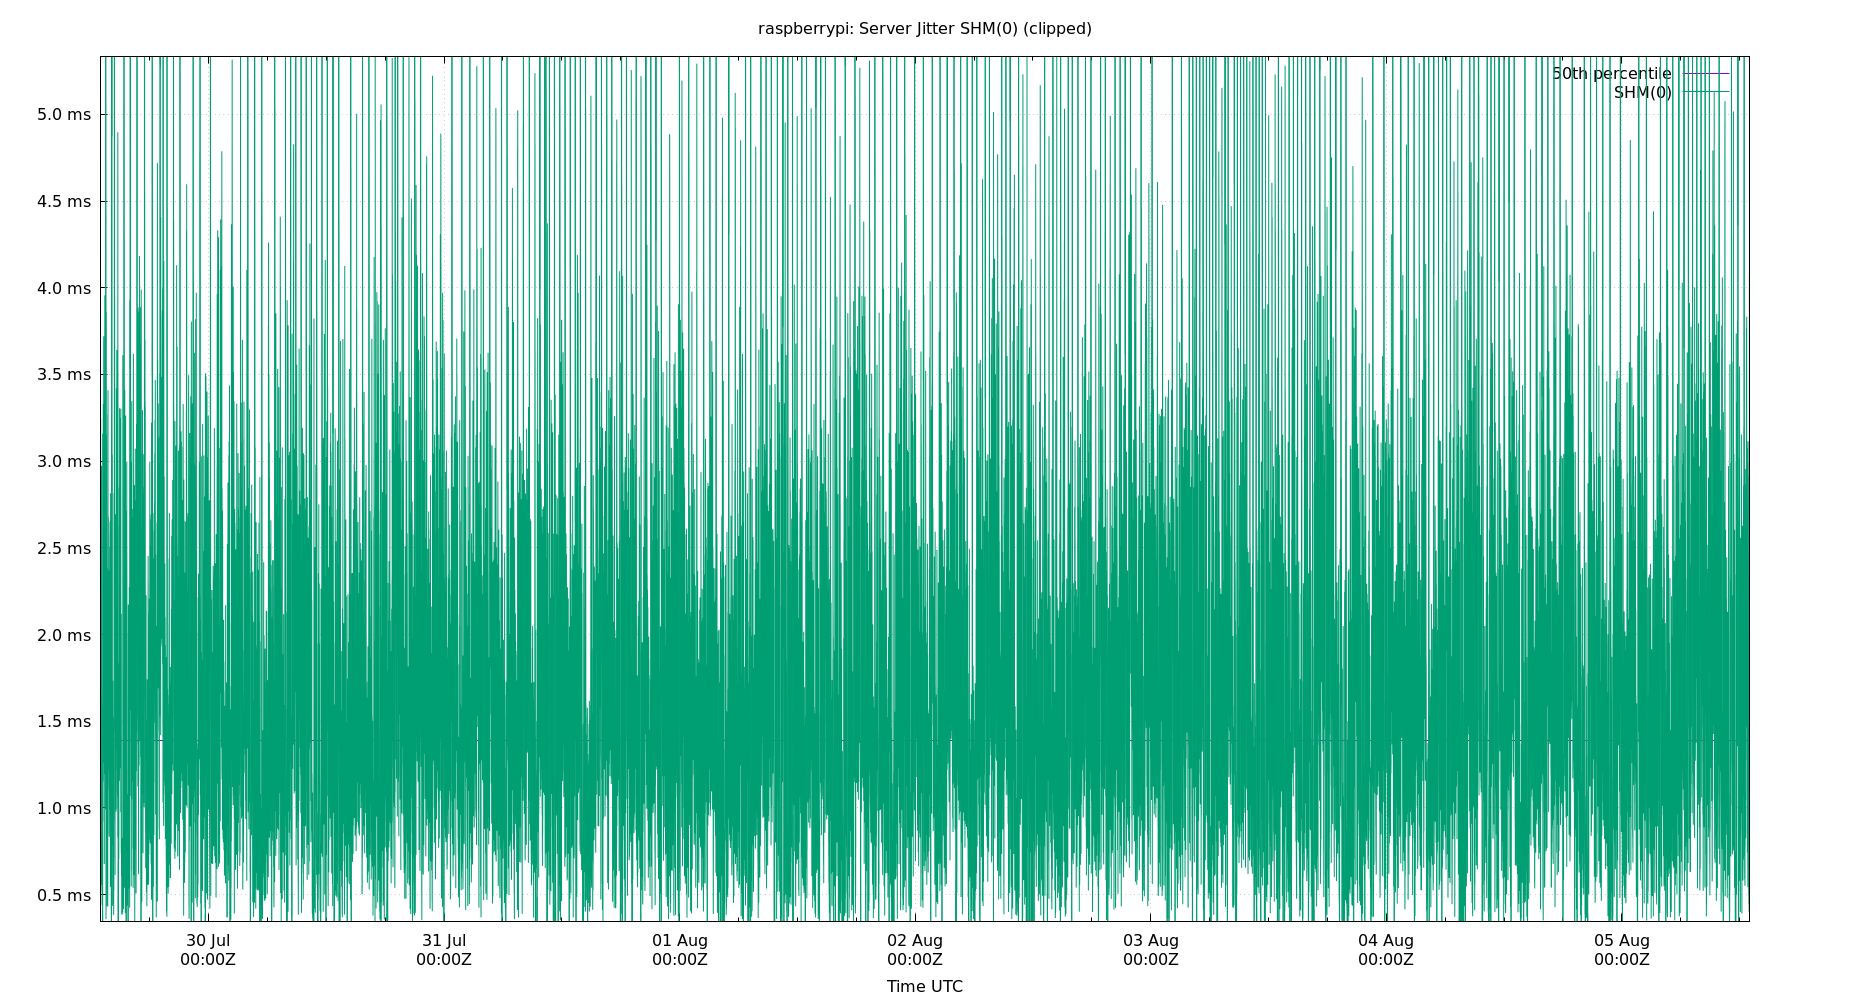 raspberrypi: Server Jitter SHM(0) (clipped)
50th percentile
SHM(0)
5.0 ms
4.5 ms
4.0 ms
3.5 ms
3.0 ms
2.5 ms
2.0 ms
1.5 ms
1.0 ms
0.5 ms
30 Jul 31 Jul 01 Aug 02 Aug 03 Aug 04 Aug 05 Aug
00:00Z 00:00Z 00:00Z 00:00Z 00:00Z 00:00Z 00:00Z
Time UTC